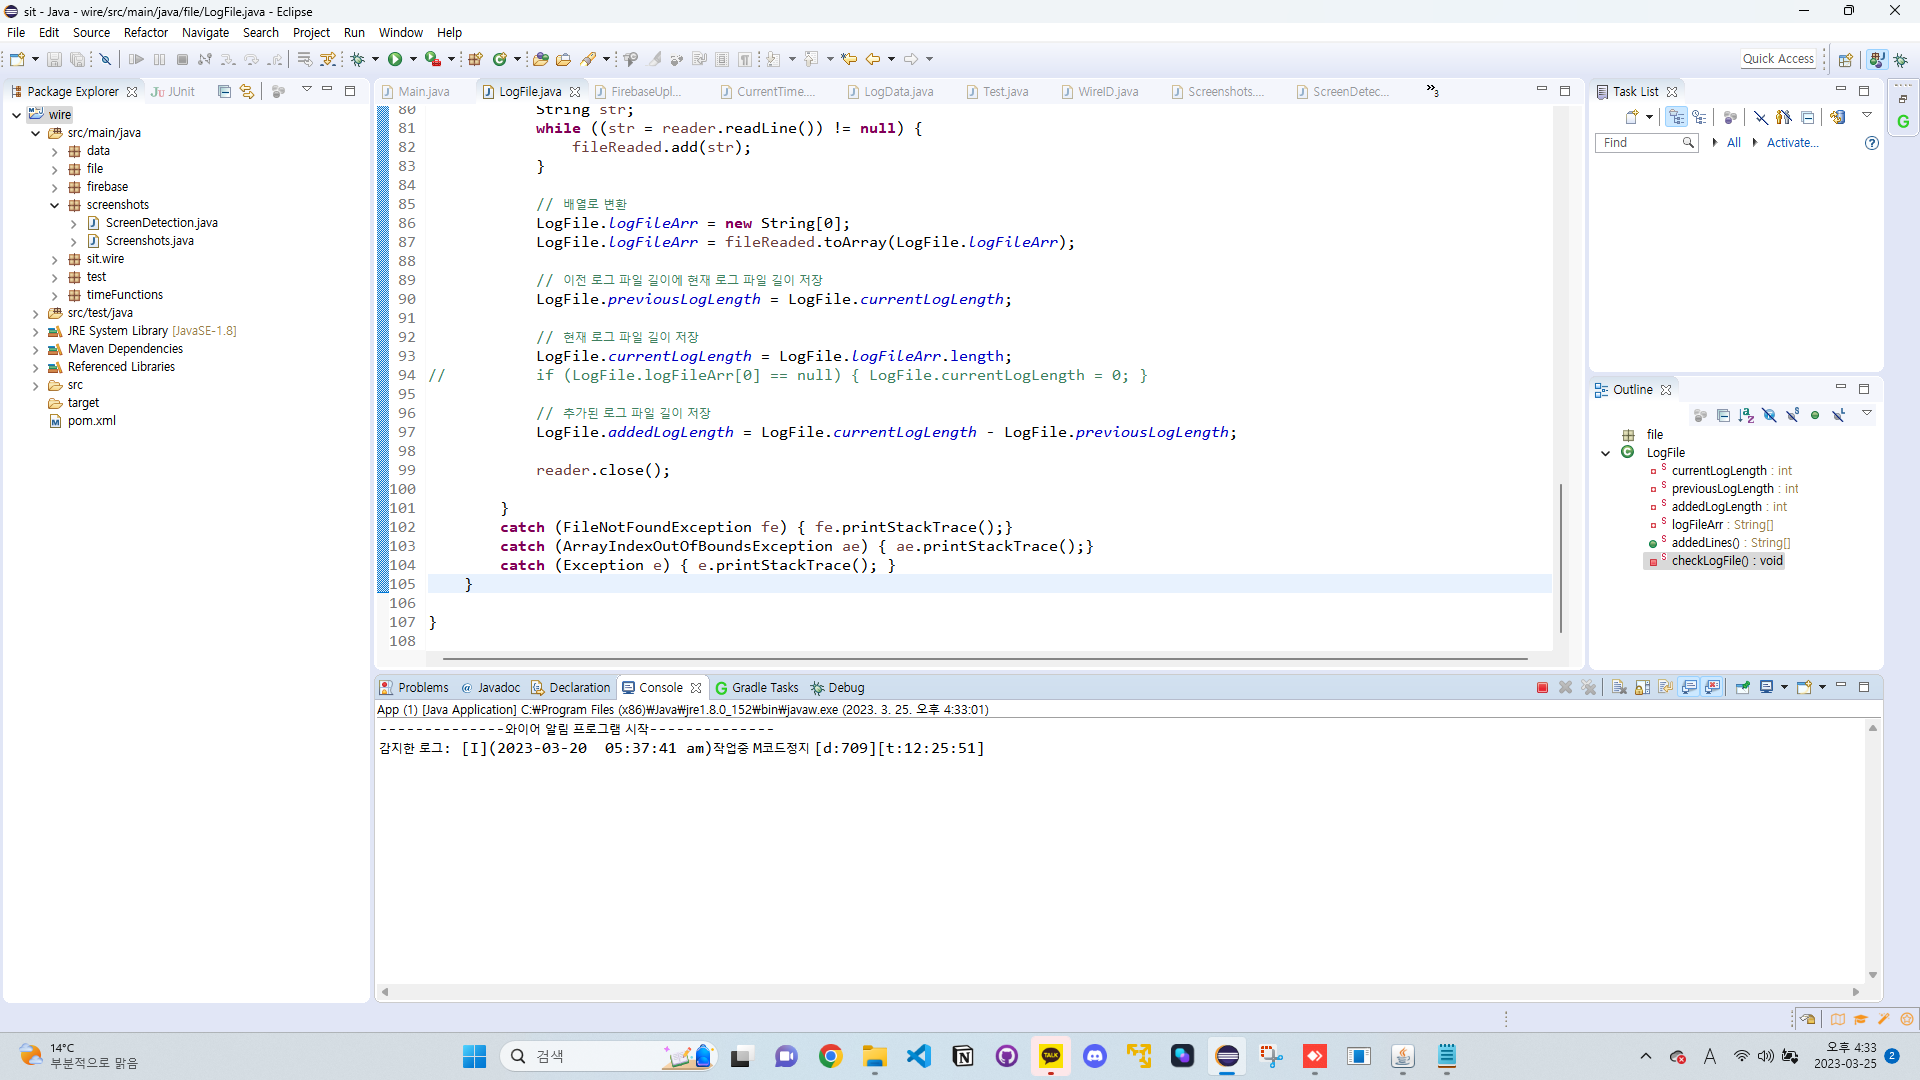 sit - Java - wire/src/main/java/file/LogFile.java - Eclipse
File Edit Source Refactor Navigate Search Project Run Window Help
Quick Access
Package Explorer JUnit
wire
src/main/java
data
file
firebase
screenshots
ScreenDetection.java
Screenshots.java
sit.wire
test
timeFunctions
src/test/java
JRE System Library [JavaSE-1.8]
Maven Dependencies
Referenced Libraries
src
target
pom.xml
Main.java LogFile.java FirebaseUpl... CurrentTime.... LogData.java Test.java WireID.java Screenshots.... ScreenDetec... »3
80 String str;
81 while ((str = reader.readLine()) != null) {
82 fileReaded.add(str);
83 }
84
85 // 배열로 변환
86 LogFile.logFileArr = new String[0];
87 LogFile.logFileArr = fileReaded.toArray(LogFile.logFileArr);
88
89 // 이전 로그 파일 길이에 현재 로그 파일 길이 저장
90 LogFile.previousLogLength = LogFile.currentLogLength;
91
92 // 현재 로그 파일 길이 저장
93 LogFile.currentLogLength = LogFile.logFileArr.length;
94 // if (LogFile.logFileArr[0] == null) { LogFile.currentLogLength = 0; }
95
96 // 추가된 로그 파일 길이 저장
97 LogFile.addedLogLength = LogFile.currentLogLength - LogFile.previousLogLength;
98
99 reader.close();
100
101 }
102 catch (FileNotFoundException fe) { fe.printStackTrace();}
103 catch (ArrayIndexOutOfBoundsException ae) { ae.printStackTrace();}
104 catch (Exception e) { e.printStackTrace(); }
105 }
106
107 }
108
Task List
Find All Activate...
Outline
file
LogFile
currentLogLength : int
previousLogLength : int
addedLogLength : int
logFileArr : String[]
addedLines() : String[]
checkLogFile() : void
Problems Javadoc Declaration Console Gradle Tasks Debug
App (1) [Java Application] C:₩Program Files (x86)₩Java₩jre1.8.0_152₩bin₩javaw.exe (2023. 3. 25. 오후 4:33:01)
--------------와이어 알림 프로그램 시작--------------
감지한 로그: [I](2023-03-20  05:37:41 am)작업중 M코드정지 [d:709][t:12:25:51]
14°C
부분적으로 맑음
검색
TALK
A
오후 4:33
2023-03-25
2